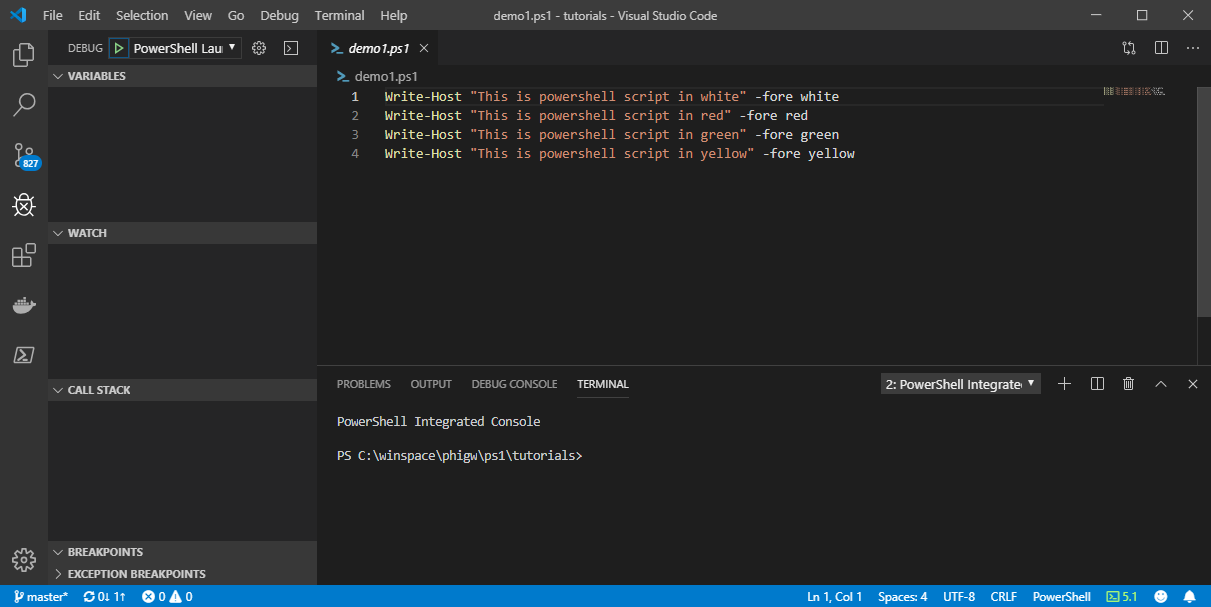 File Edit Selection View Go Debug Terminal Help demo1.ps1 - tutorials - Visual Studio Code
DEBUG PowerShell Lau
demo1.ps1
VARIABLES
demo1.ps1
1 Write-Host "This is powershell script in white" -fore white
2 Write-Host "This is powershell script in red" -fore red
3 Write-Host "This is powershell script in green" -fore green
4 Write-Host "This is powershell script in yellow" -fore yellow
827
WATCH
CALL STACK
PROBLEMS OUTPUT DEBUG CONSOLE TERMINAL 2: PowerShell Integrate
PowerShell Integrated Console
PS C:\winspace\phigw\ps1\tutorials>
BREAKPOINTS
EXCEPTION BREAKPOINTS
master* 0↓ 1↑ 0 0 Ln 1, Col 1 Spaces: 4 UTF-8 CRLF PowerShell 5.1